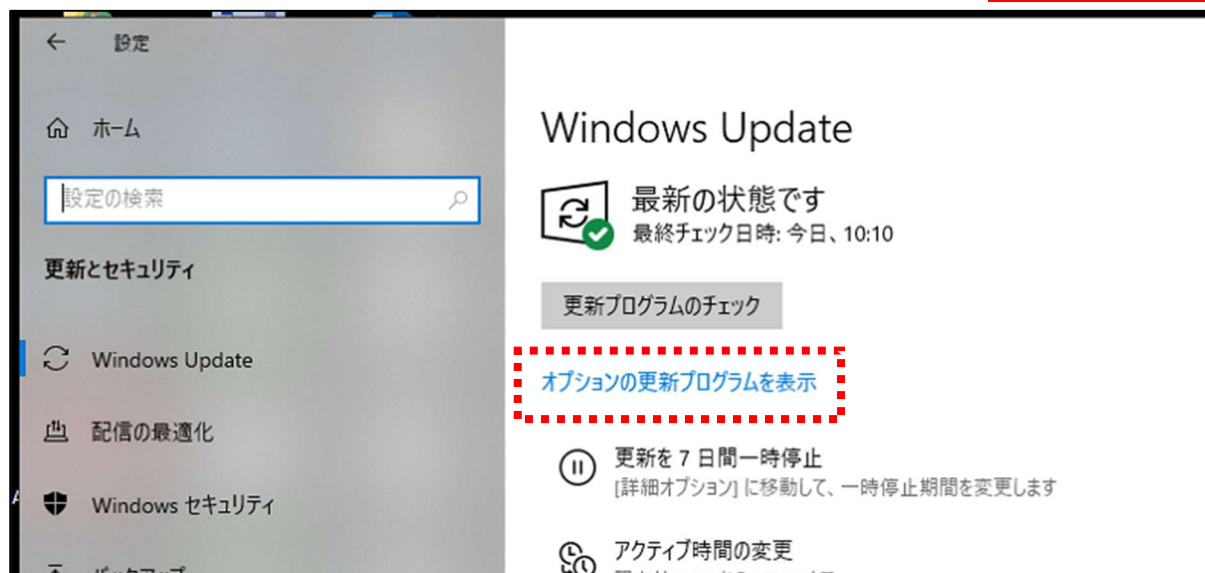 設定
ホーム
設定の検索
更新とセキュリティ
Windows Update
配信の最適化
Windows セキュリティ
バックアップ
Windows Update
最新の状態です
最終チェック日時: 今日、10:10
更新プログラムのチェック
オプションの更新プログラムを表示
更新を 7 日間一時停止
[詳細オプション] に移動して、一時停止期間を変更します
アクティブ時間の変更